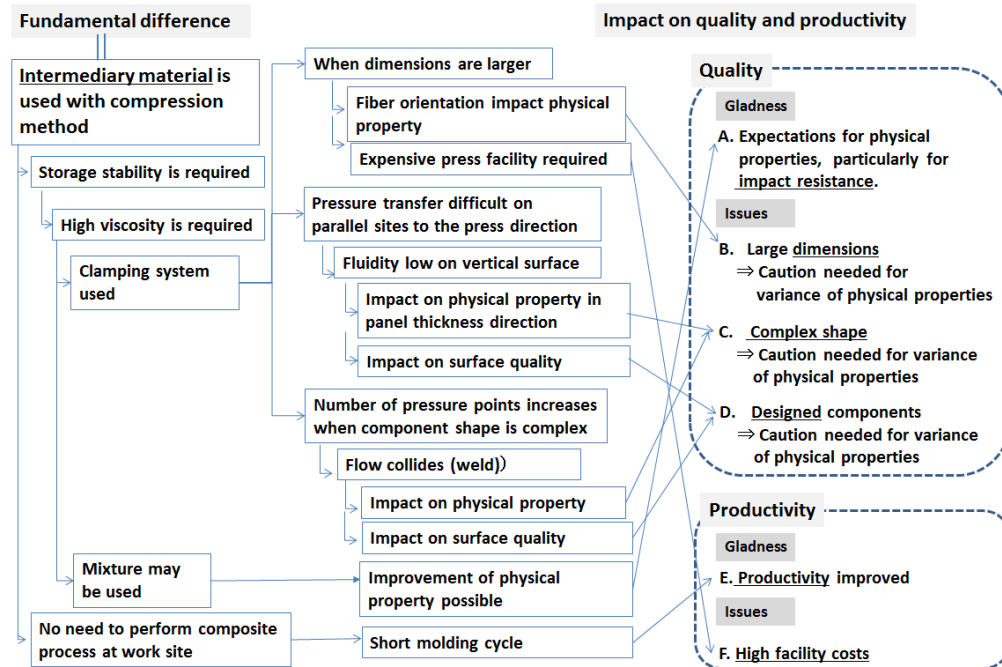 Fundamental difference
Intermediary material is
used with compression
method
Storage stability is required
High viscosity is required
Clamping system
used
Mixture may
be used
No need to perform composite
process at work site
When dimensions are larger
Fiber orientation impact physical
property
Expensive press facility required
Pressure transfer difficult on
parallel sites to the press direction
Fluidity low on vertical surface
Impact on physical property in
panel thickness direction
Impact on surface quality
Number of pressure points increases
when component shape is complex
Flow collides (weld))
Impact on physical property
Impact on surface quality
Improvement of physical
property possible
Short molding cycle
Impact on quality and productivity
Quality
Gladness
A. Expectations for physical
properties, particularly for
impact resistance.
Issues
B. Large dimensions
⇒ Caution needed for
variance of physical properties
C. Complex shape
⇒ Caution needed for variance
of physical properties
D. Designed components
⇒ Caution needed for variance
of physical properties
Productivity
Gladness
E. Productivity improved
Issues
F. High facility costs